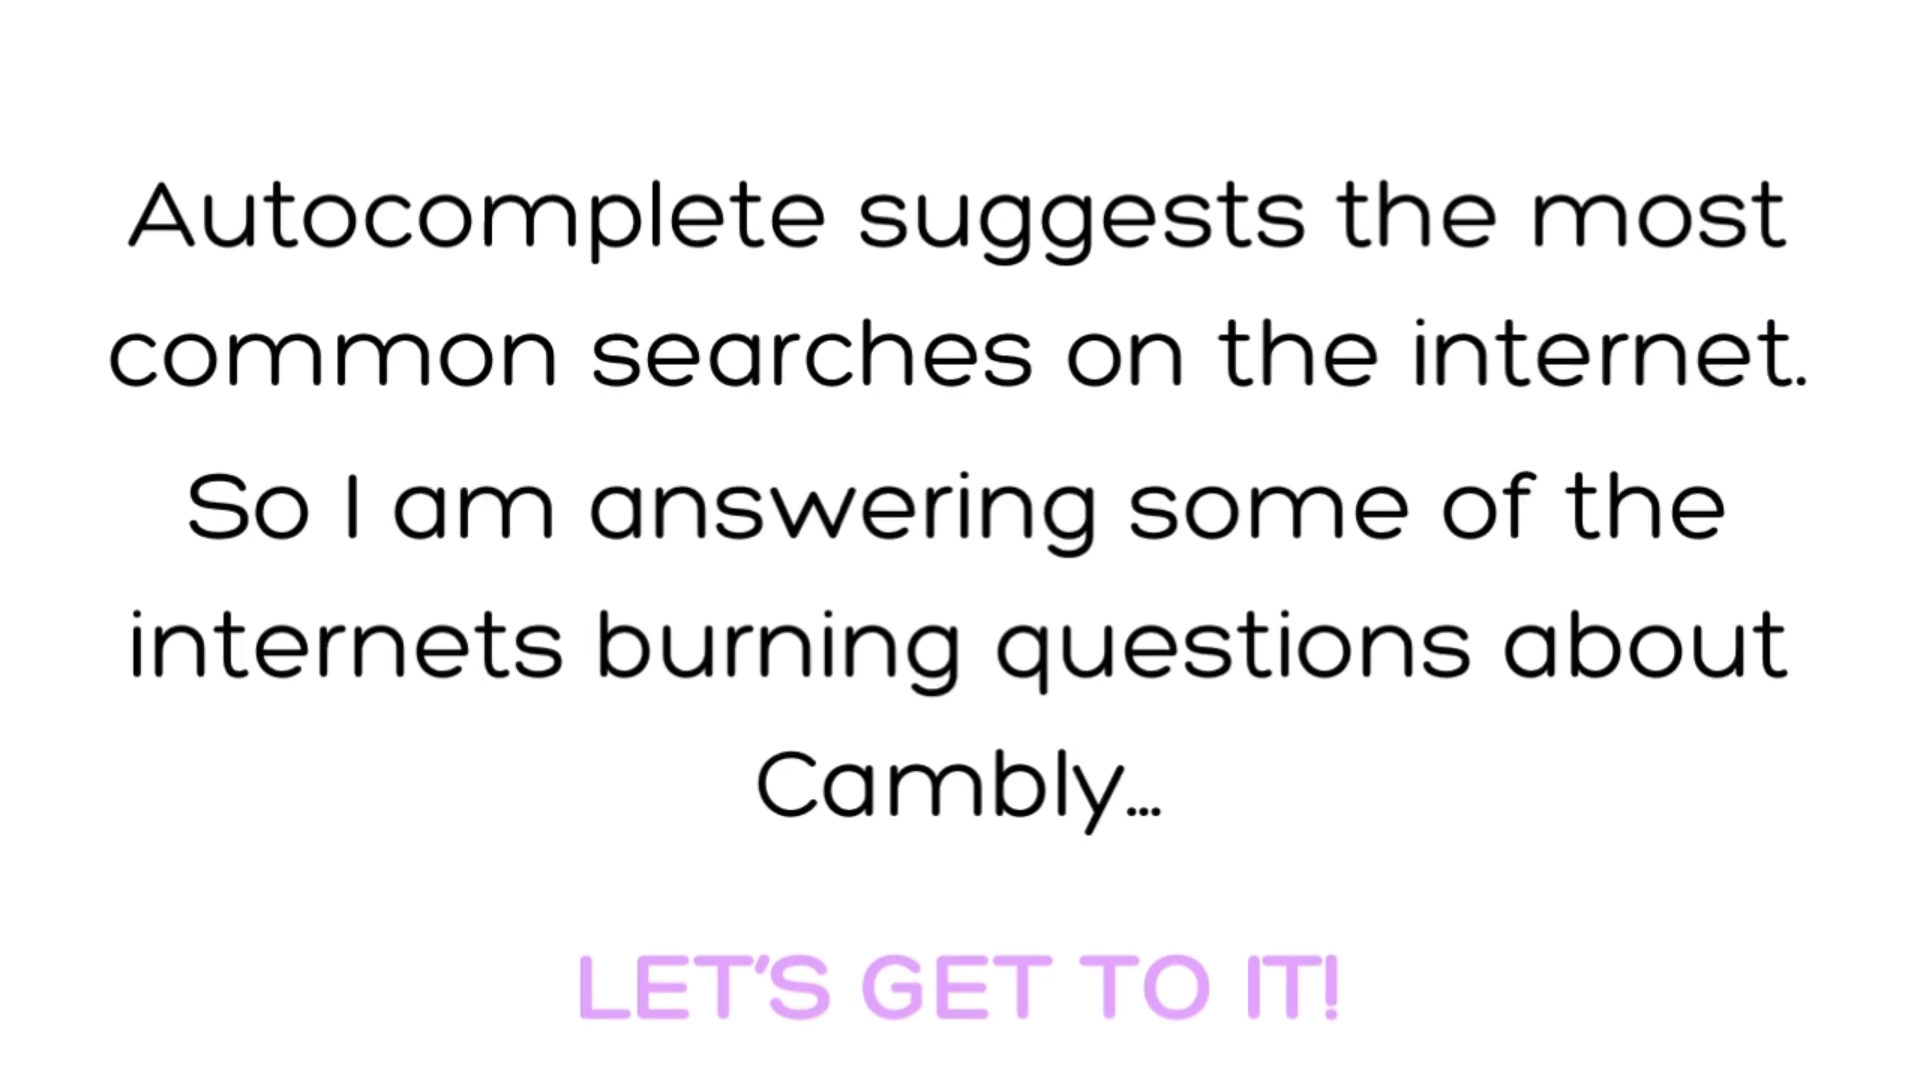 Autocomplete suggests the most
common searches on the internet.
So I am answering some of the
internets burning questions about
Cambly...
LET'S GET TO IT!